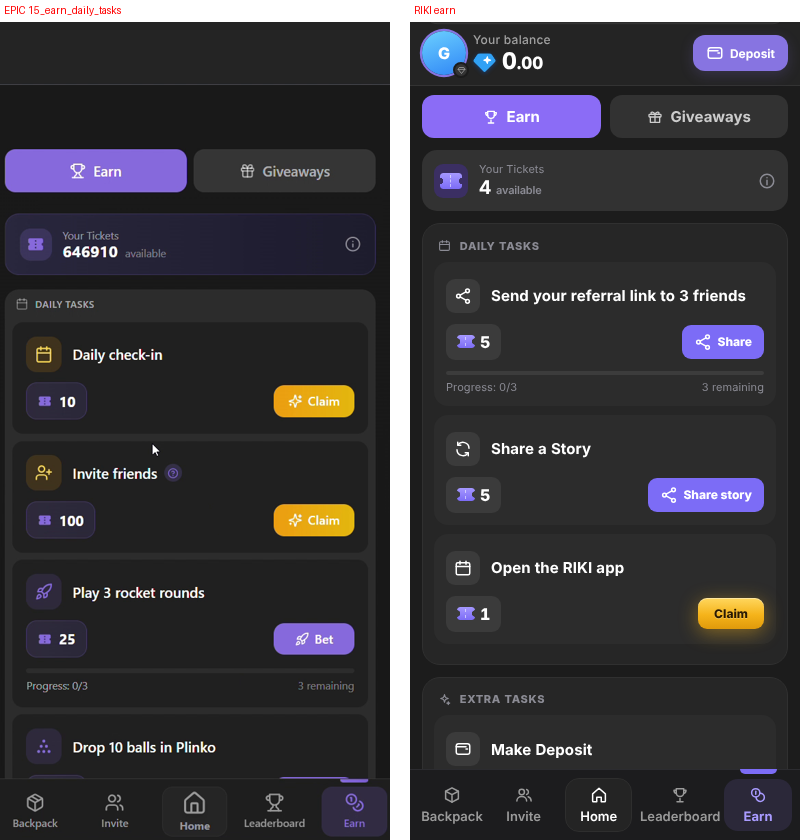 EPIC 15_earn_daily_tasks
Earn
Giveaways
Your Tickets
646910 available
DAILY TASKS
Daily check-in
10
Claim
Invite friends
100
Claim
Play 3 rocket rounds
25
Bet
Progress: 0/3
3 remaining
Drop 10 balls in Plinko
Backpack
Invite
Home
Leaderboard
Earn
RIKI earn
G
Your balance
0.00
Deposit
Earn
Giveaways
Your Tickets
4 available
DAILY TASKS
Send your referral link to 3 friends
5
Share
Progress: 0/3
3 remaining
Share a Story
5
Share story
Open the RIKI app
1
Claim
EXTRA TASKS
Make Deposit
Backpack
Invite
Home
Leaderboard
Earn